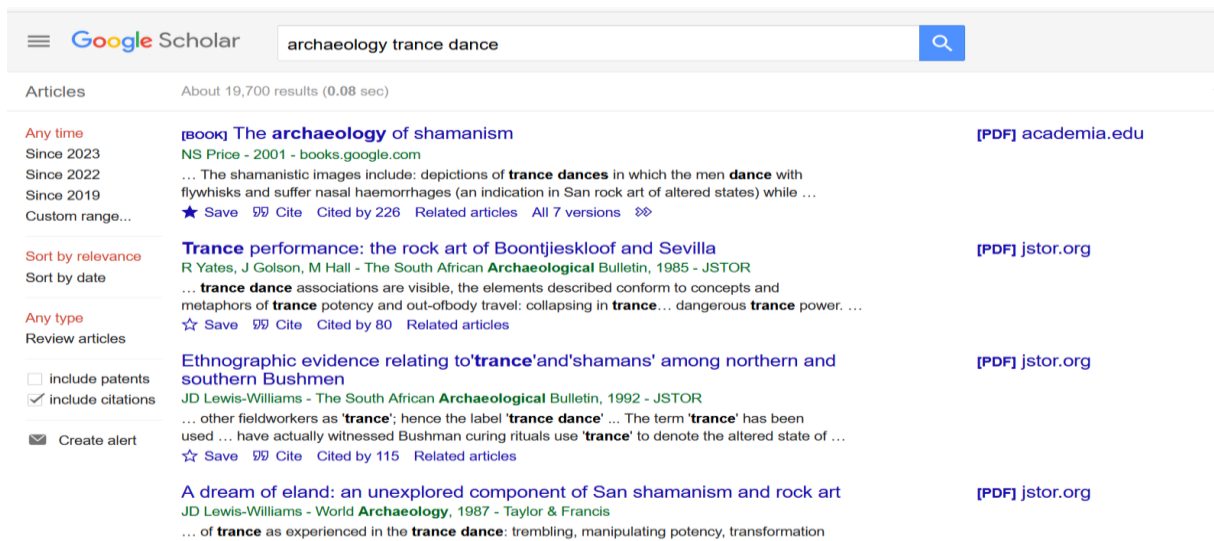 Google Scholar
archaeology trance dance
Articles
About 19,700 results (0.08 sec)
Any time
Since 2023
Since 2022
Since 2019
Custom range...
Sort by relevance
Sort by date
Any type
Review articles
include patents
include citations
Create alert
[BOOK] The archaeology of shamanism
NS Price - 2001 - books.google.com
… The shamanistic images include: depictions of trance dances in which the men dance with
flywhisks and suffer nasal haemorrhages (an indication in San rock art of altered states) while …
Save Cite Cited by 226 Related articles All 7 versions
[PDF] academia.edu
Trance performance: the rock art of Boontjieskloof and Sevilla
R Yates, J Golson, M Hall - The South African Archaeological Bulletin, 1985 - JSTOR
… trance dance associations are visible, the elements described conform to concepts and
metaphors of trance potency and out-ofbody travel: collapsing in trance… dangerous trance power. …
Save Cite Cited by 80 Related articles
[PDF] jstor.org
Ethnographic evidence relating to'trance'and'shamans' among northern and
southern Bushmen
JD Lewis-Williams - The South African Archaeological Bulletin, 1992 - JSTOR
… other fieldworkers as 'trance'; hence the label 'trance dance' ... The term 'trance' has been
used … have actually witnessed Bushman curing rituals use 'trance' to denote the altered state of …
Save Cite Cited by 115 Related articles
[PDF] jstor.org
A dream of eland: an unexplored component of San shamanism and rock art
JD Lewis-Williams - World Archaeology, 1987 - Taylor & Francis
… of trance as experienced in the trance dance: trembling, manipulating potency, transformation
[PDF] jstor.org